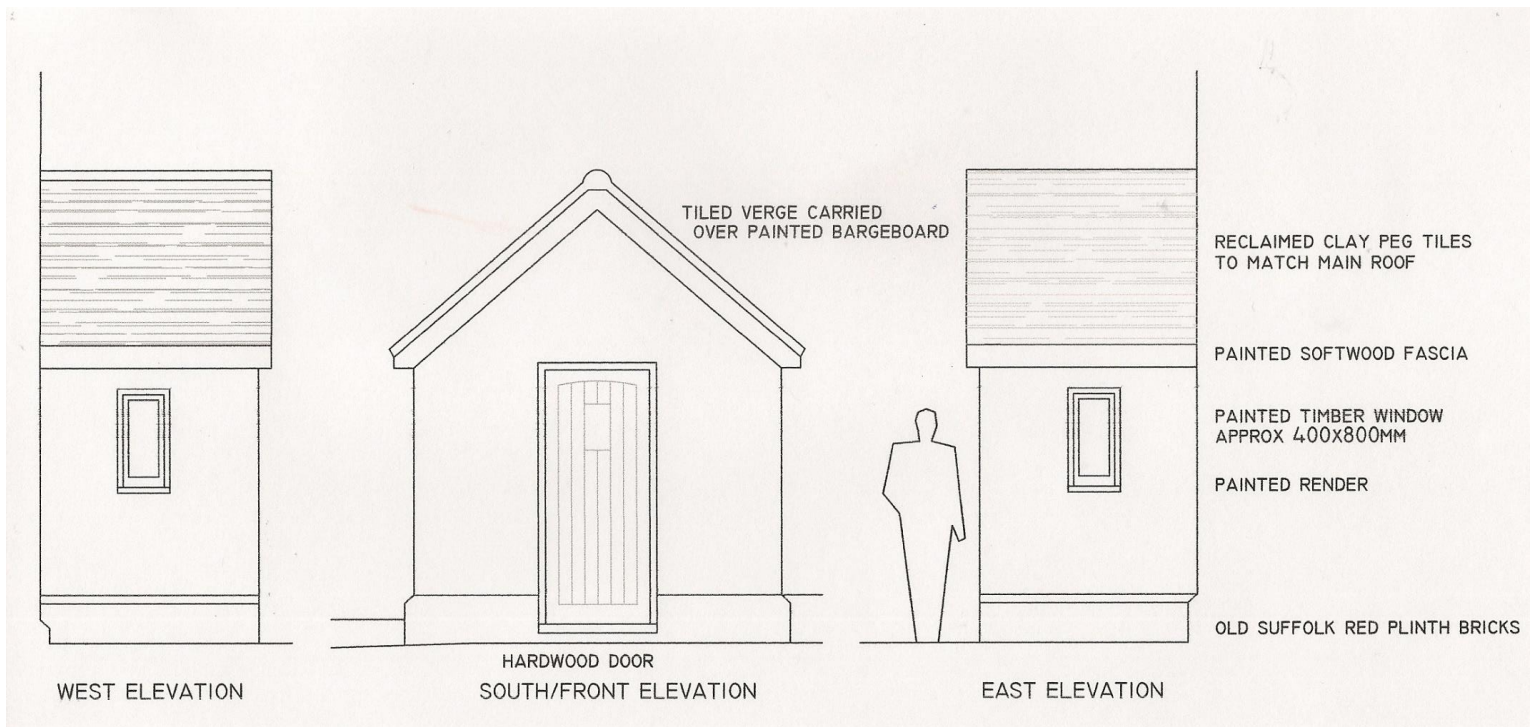 TILED VERGE CARRIED
OVER PAINTED BARGEBOARD
RECLAIMED CLAY PEG TILES
TO MATCH MAIN ROOF
PAINTED SOFTWOOD FASCIA
PAINTED TIMBER WINDOW
APPROX 400X800MM
PAINTED RENDER
OLD SUFFOLK RED PLINTH BRICKS
HARDWOOD DOOR
WEST ELEVATION
SOUTH/FRONT ELEVATION
EAST ELEVATION